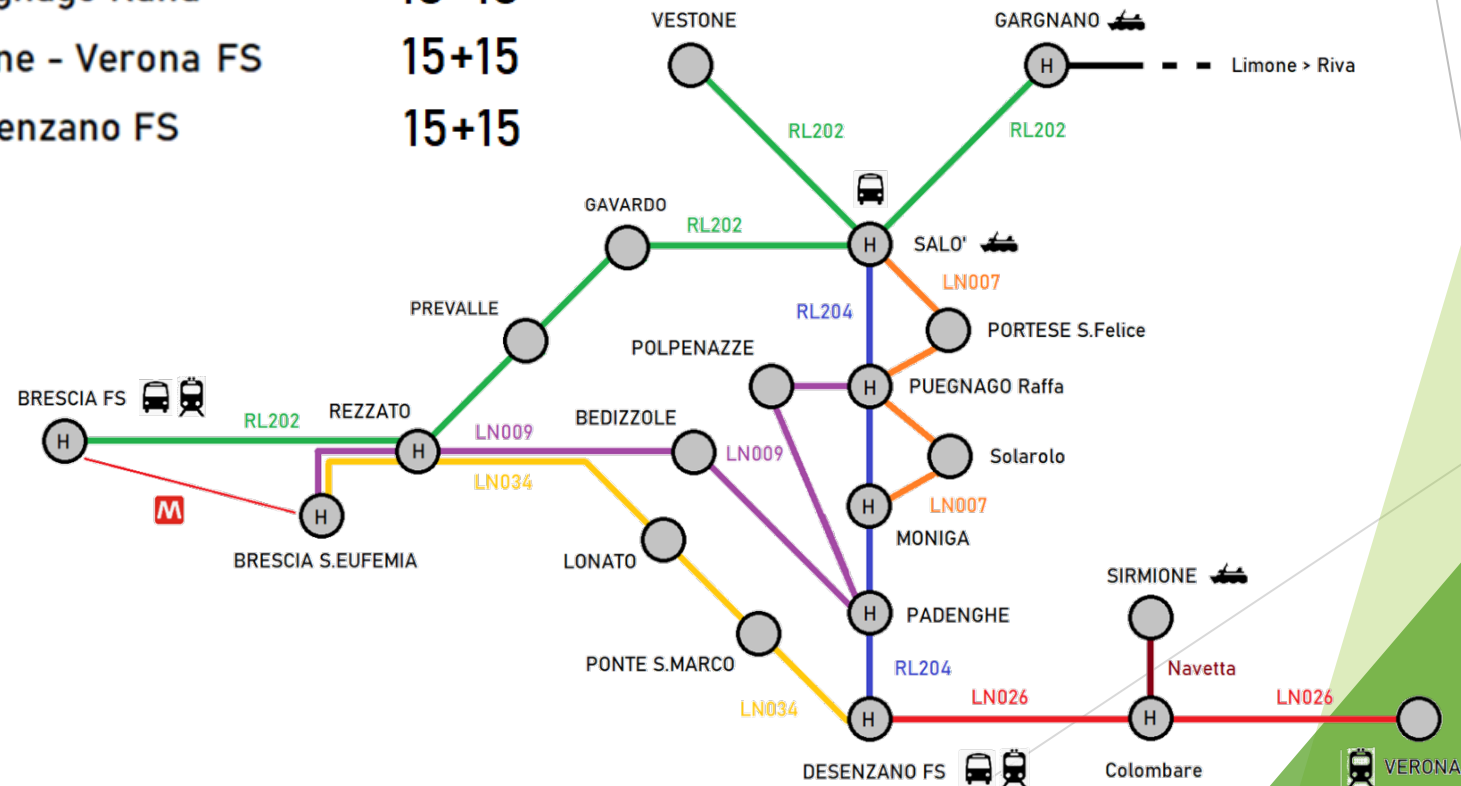 15+15
ne - Verona FS
15+15
enzano FS
VESTONE
GARGNANO
H
Limone > Riva
RL202
RL202
GAVARDO
RL202
H
SALO'
LN007
PREVALLE
RL204
PORTESE S.Felice
POLPENAZZE
H
PUEGNAGO Raffa
BRESCIA FS
REZZATO
BEDIZZOLE
RL202
H
H
LN009
LN009
Solarolo
LN034
M
H
H
LN007
MONIGA
BRESCIA S.EUFEMIA
LONATO
SIRMIONE
H
PADENGHE
PONTE S.MARCO
RL204
Navetta
LN034
H
LN026
H
LN026
DESENZANO FS
Colombare
VERONA